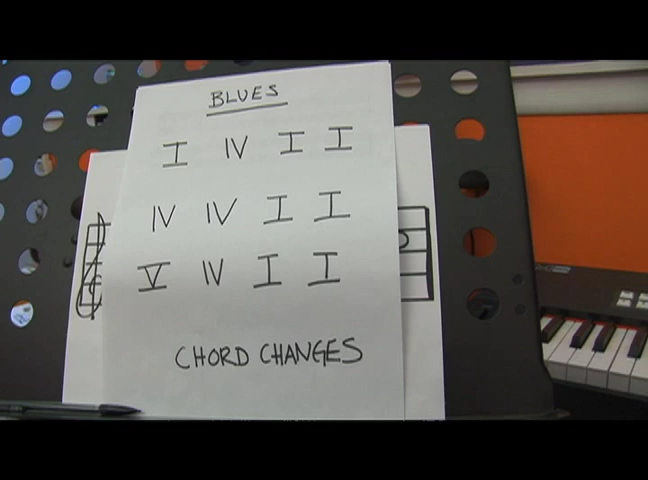 BLUES
I IV I I
IV IV I I
V IV I I
CHORD CHANGES